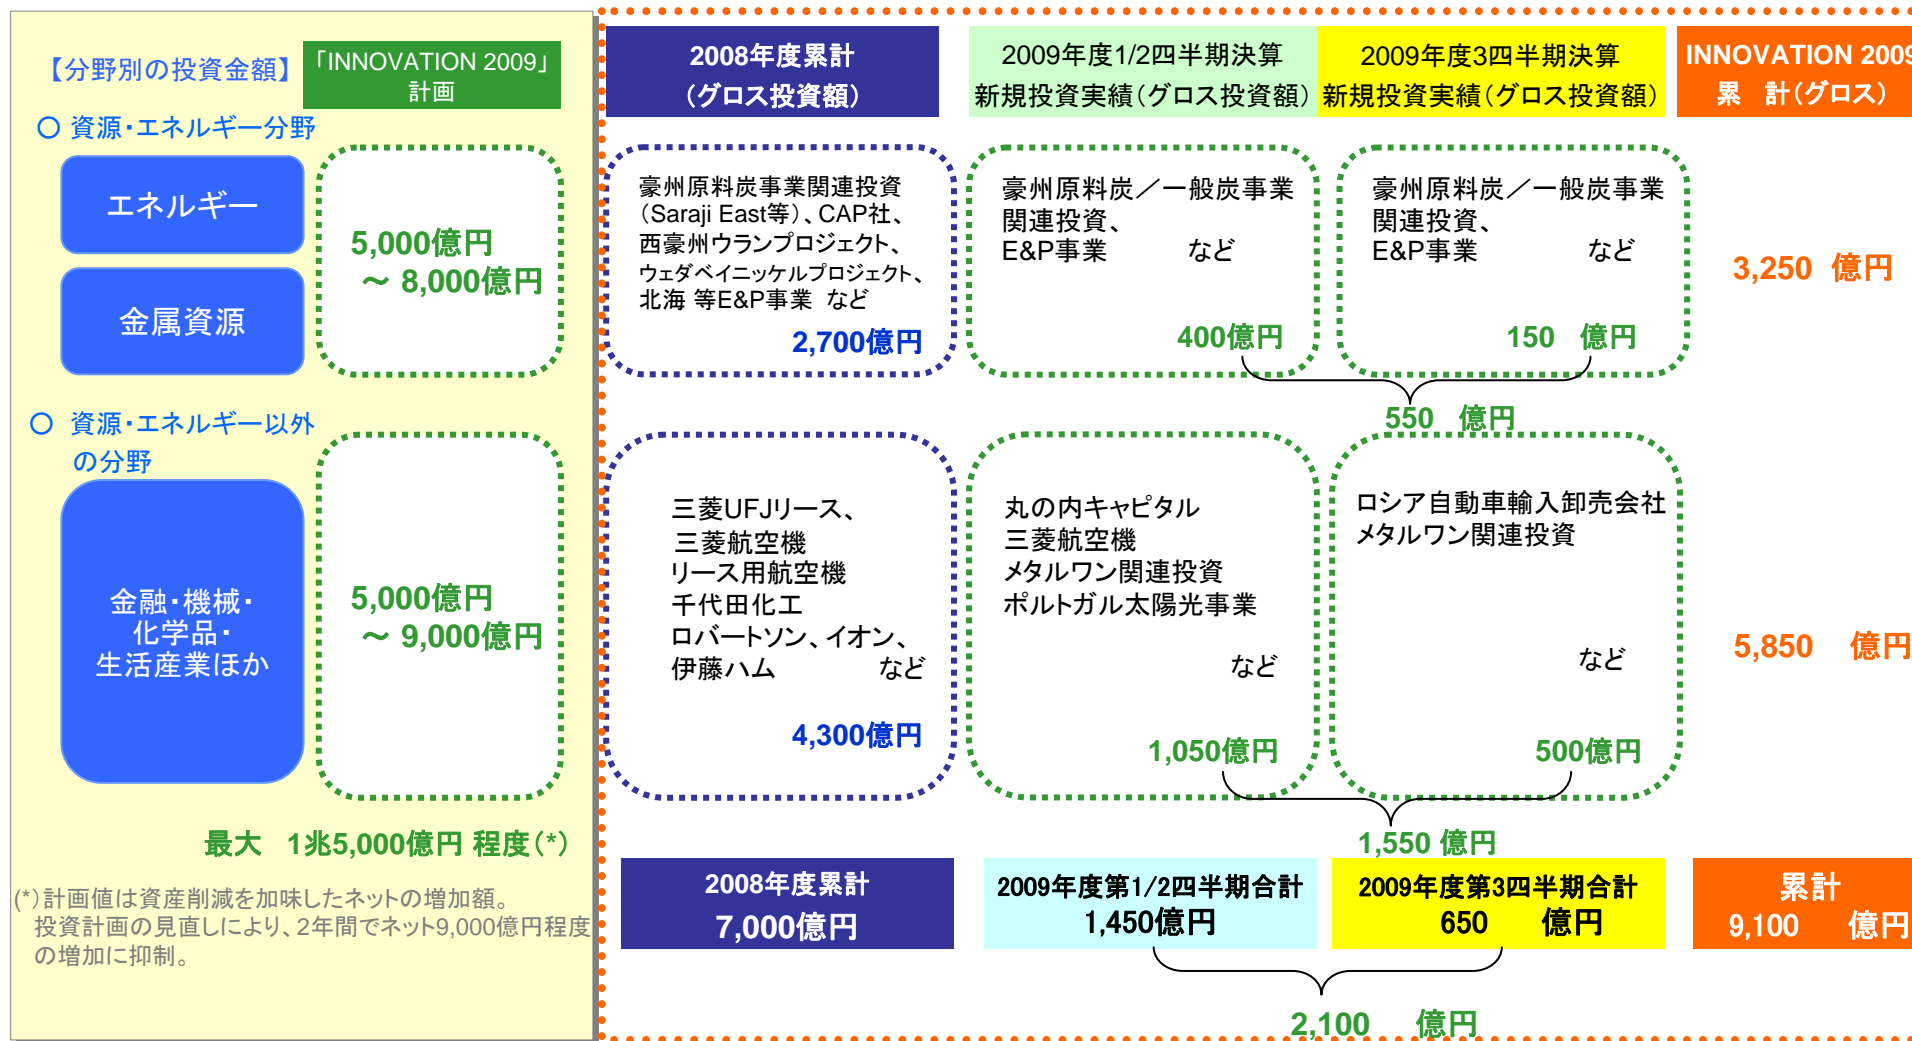 【分野別の投資金額】
「INNOVATION 2009」
計画
○ 資源・エネルギー分野
エネルギー
金属資源
5,000億円
～ 8,000億円
○ 資源・エネルギー以外
の分野
金融・機械・
化学品・
生活産業ほか
5,000億円
～ 9,000億円
最大 1兆5,000億円 程度(*)
(*)計画値は資産削減を加味したネットの増加額。
投資計画の見直しにより、2年間でネット9,000億円程度
の増加に抑制。
2008年度累計
(グロス投資額)
豪州原料炭事業関連投資
(Saraji East等)、CAP社、
西豪州ウランプロジェクト、
ウェダベイニッケルプロジェクト、
北海 等E&P事業 など
2,700億円
三菱UFJリース、
三菱航空機
リース用航空機
千代田化工
ロバートソン、イオン、
伊藤ハム など
4,300億円
2008年度累計
7,000億円
2009年度1/2四半期決算
新規投資実績(グロス投資額)
豪州原料炭／一般炭事業
関連投資、
E&P事業 など
400億円
丸の内キャピタル
三菱航空機
メタルワン関連投資
ポルトガル太陽光事業
など
1,050億円
2009年度第1/2四半期合計
1,450億円
2009年度3四半期決算
新規投資実績(グロス投資額)
豪州原料炭／一般炭事業
関連投資、
E&P事業 など
150 億円
550 億円
ロシア自動車輸入卸売会社
メタルワン関連投資
など
500億円
1,550 億円
2009年度第3四半期合計
650 億円
2,100 億円
INNOVATION 2009
累 計(グロス)
3,250 億円
5,850 億円
累計
9,100 億円